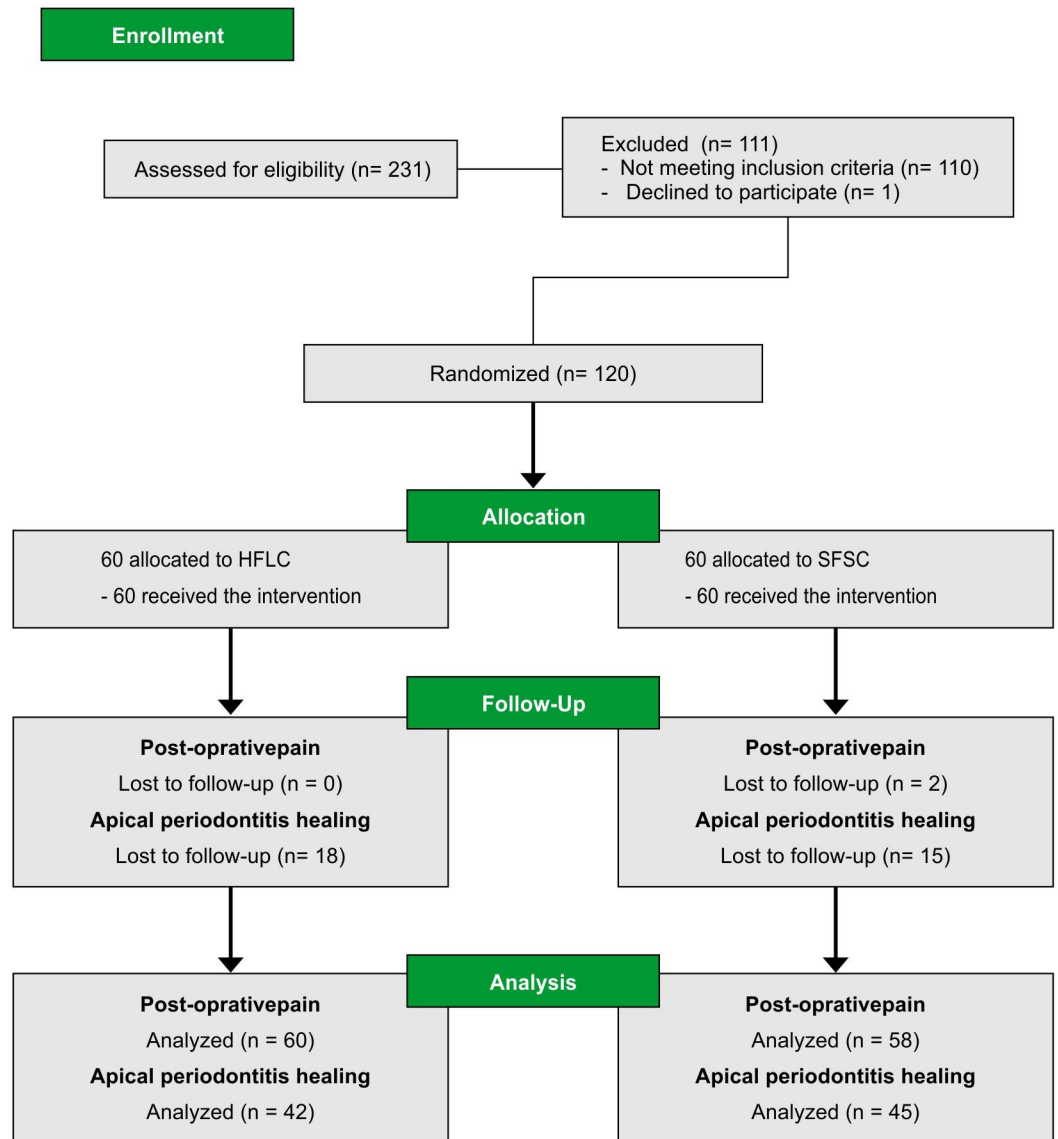 Enrollment
Assessed for eligibility (n= 231)
Excluded (n= 111)
- Not meeting inclusion criteria (n= 110)
- Declined to participate (n= 1)
Randomized (n= 120)
Allocation
60 allocated to HFLC
- 60 received the intervention
60 allocated to SFSC
- 60 received the intervention
Follow-Up
Post-oprativepain
Lost to follow-up (n = 0)
Apical periodontitis healing
Lost to follow-up (n= 18)
Post-oprativepain
Lost to follow-up (n = 2)
Apical periodontitis healing
Lost to follow-up (n= 15)
Analysis
Post-oprativepain
Analyzed (n = 60)
Apical periodontitis healing
Analyzed (n = 42)
Post-oprativepain
Analyzed (n = 58)
Apical periodontitis healing
Analyzed (n = 45)